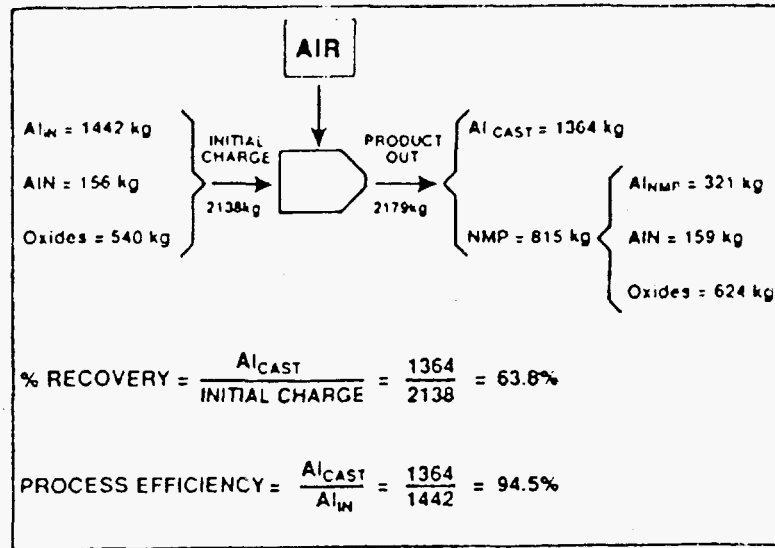 AIR
Al_IN = 1442 kg
AlN = 156 kg
Oxides = 540 kg
INITIAL
CHARGE
2138kg
PRODUCT
OUT
2179kg
Al CAST = 1364 kg
NMP = 815 kg
Al_NMP = 321 kg
AlN = 159 kg
Oxides = 624 kg
% RECOVERY = Al_CAST / INITIAL CHARGE = 1364 / 2138 = 63.8%
PROCESS EFFICIENCY = Al_CAST / Al_IN = 1364 / 1442 = 94.5%